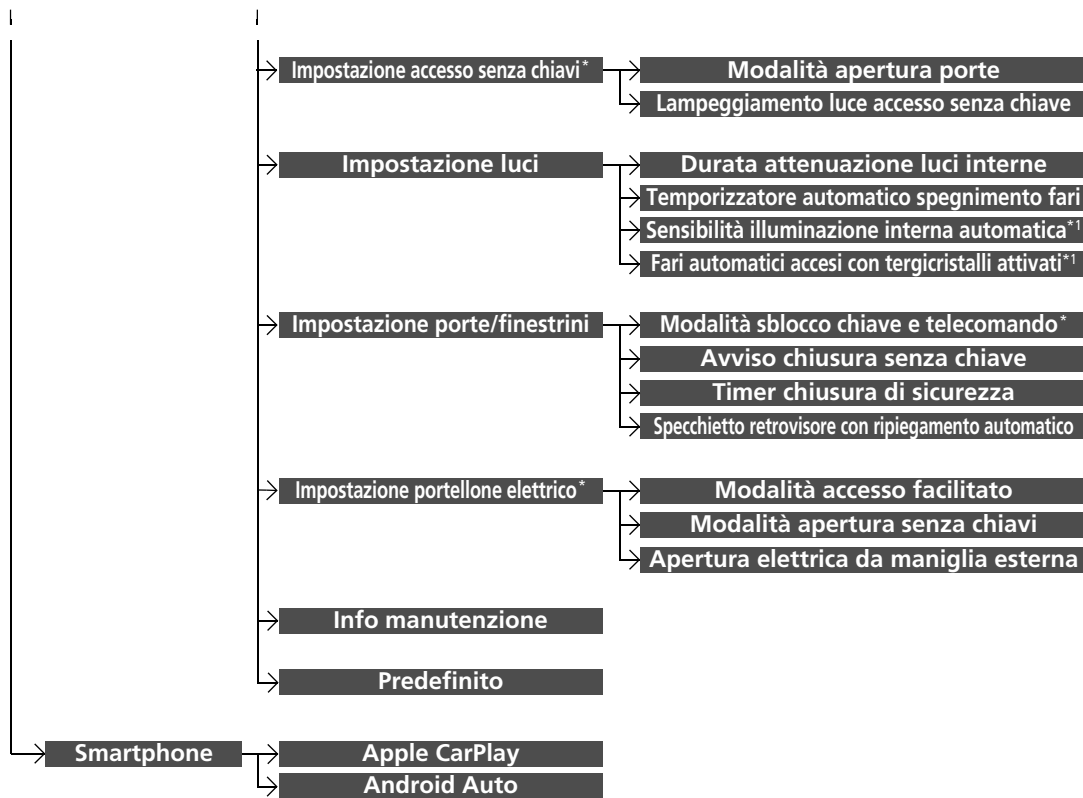 Impostazione accesso senza chiavi*
Modalità apertura porte
Lampeggiamento luce accesso senza chiave
Impostazione luci
Durata attenuazione luci interne
Temporizzatore automatico spegnimento fari
Sensibilità illuminazione interna automatica*1
Fari automatici accesi con tergicristalli attivati*1
Impostazione porte/finestrini
Modalità sblocco chiave e telecomando*
Avviso chiusura senza chiave
Timer chiusura di sicurezza
Specchietto retrovisore con ripiegamento automatico
Impostazione portellone elettrico*
Modalità accesso facilitato
Modalità apertura senza chiavi
Apertura elettrica da maniglia esterna
Info manutenzione
Predefinito
Smartphone
Apple CarPlay
Android Auto